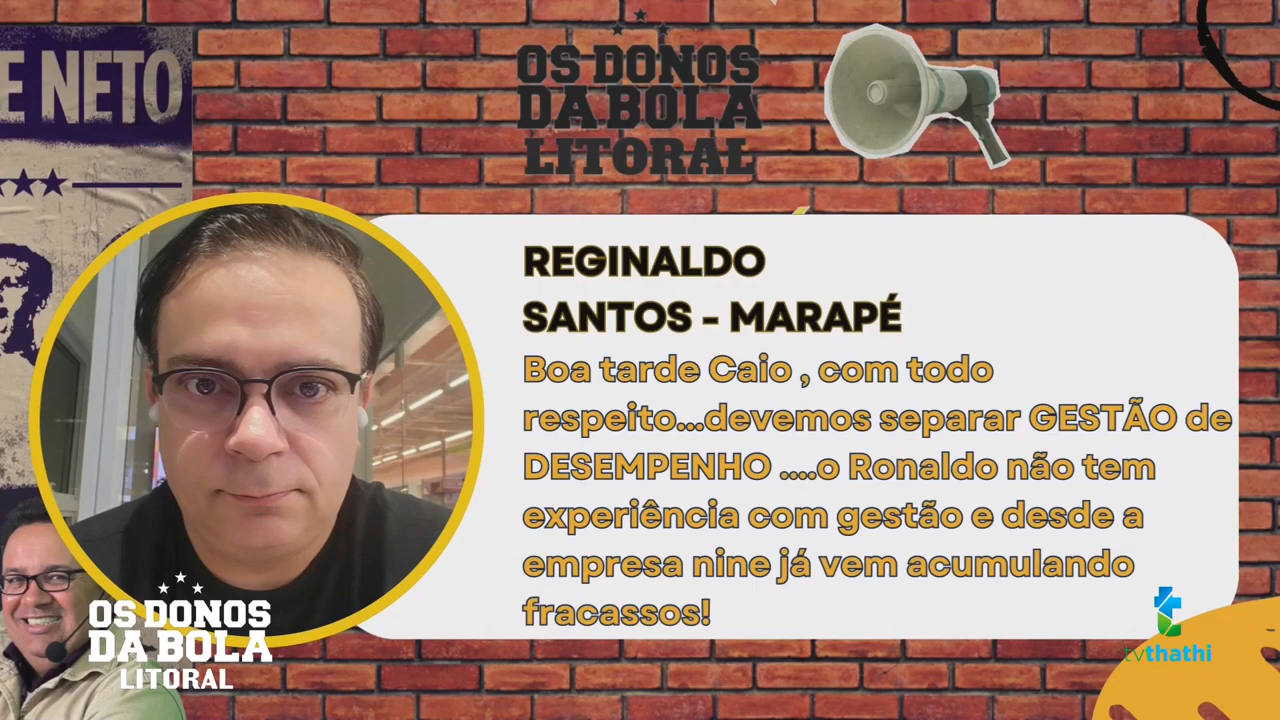 E NETO
OS DONOS
DA BOLA
LITORAL
REGINALDO
SANTOS - MARAPÉ
Boa tarde Caio , com todo
respeito...devemos separar GESTÃO de
DESEMPENHO ....o Ronaldo não tem
experiência com gestão e desde a
empresa nine já vem acumulando
fracassos!
OS DONOS
DA BOLA
LITORAL
tvthathi